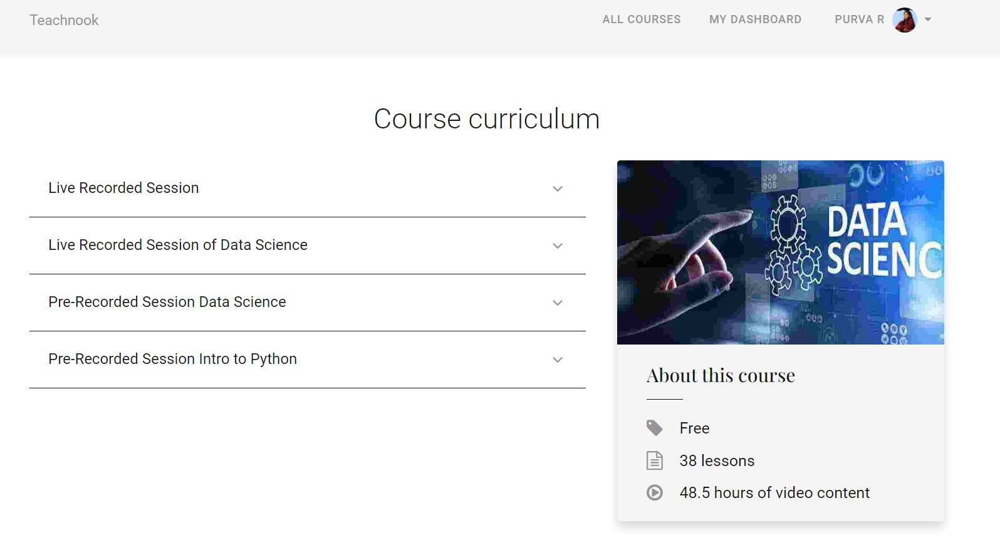 Teachnook
ALL COURSES
MY DASHBOARD
PURVA R
Course curriculum
Live Recorded Session
Live Recorded Session of Data Science
Pre-Recorded Session Data Science
Pre-Recorded Session Intro to Python
DATA
SCIENC
About this course
Free
38 lessons
48.5 hours of video content